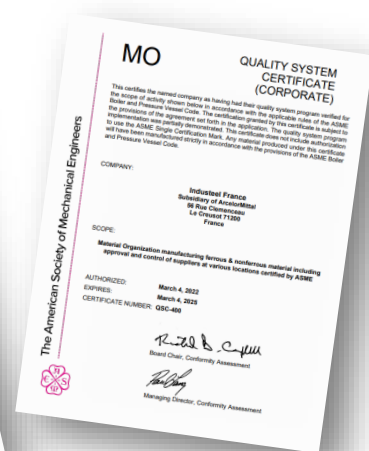 MO
QUALITY SYSTEM
CERTIFICATE
(CORPORATE)
This certifies the named company as having had their quality system program verified for
the scope of activity shown below in accordance with the applicable rules of the ASME
Boiler and Pressure Vessel Code. The certification granted by this certificate is subject to
the provisions of the agreement set forth in the application. The quality system program
implementation was partially demonstrated. This certificate does not include authorization
to use the ASME Single Certification Mark. Any material produced under this certificate
will have been manufactured strictly in accordance with the provisions of the ASME Boiler
and Pressure Vessel Code.
COMPANY:
Industeel France
Subsidiary of ArcelorMittal
56 Rue Clemenceau
Le Creusot 71200
France
SCOPE:
Material Organization manufacturing ferrous & nonferrous material including
approval and control of suppliers at various locations certified by ASME
AUTHORIZED: March 4, 2022
EXPIRES: March 4, 2025
CERTIFICATE NUMBER: QSC-400
Board Chair, Conformity Assessment
Managing Director, Conformity Assessment
The American Society of Mechanical Engineers